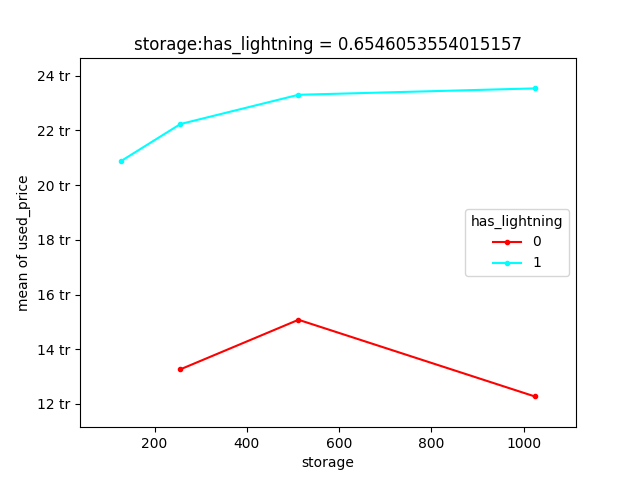 storage:has_lightning = 0.6546053554015157
24 tr
22 tr
20 tr
18 tr
16 tr
14 tr
12 tr
mean of used_price
has_lightning
0
1
200
400
600
800
1000
storage